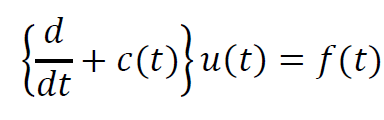 {d/dt + c(t)}u(t) = f(t)